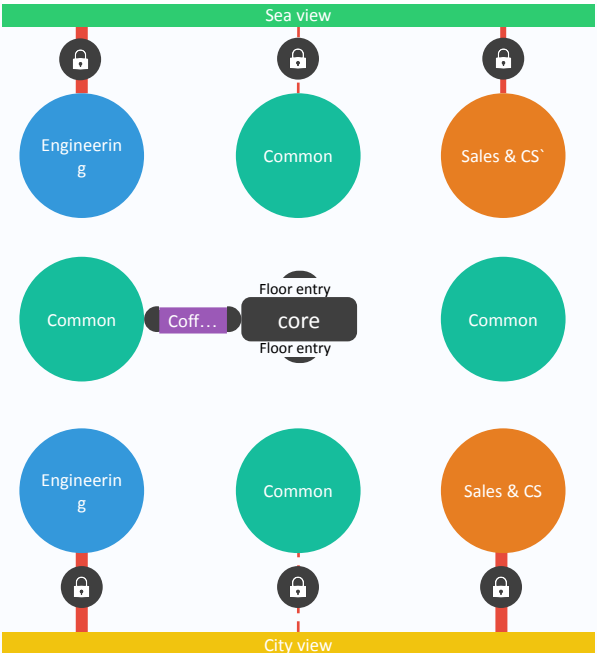 Sea view
Engineerin
g
Common
Sales & CS`
Floor entry
Common
Coff…
core
Common
Floor entry
Engineerin
g
Common
Sales & CS
City view